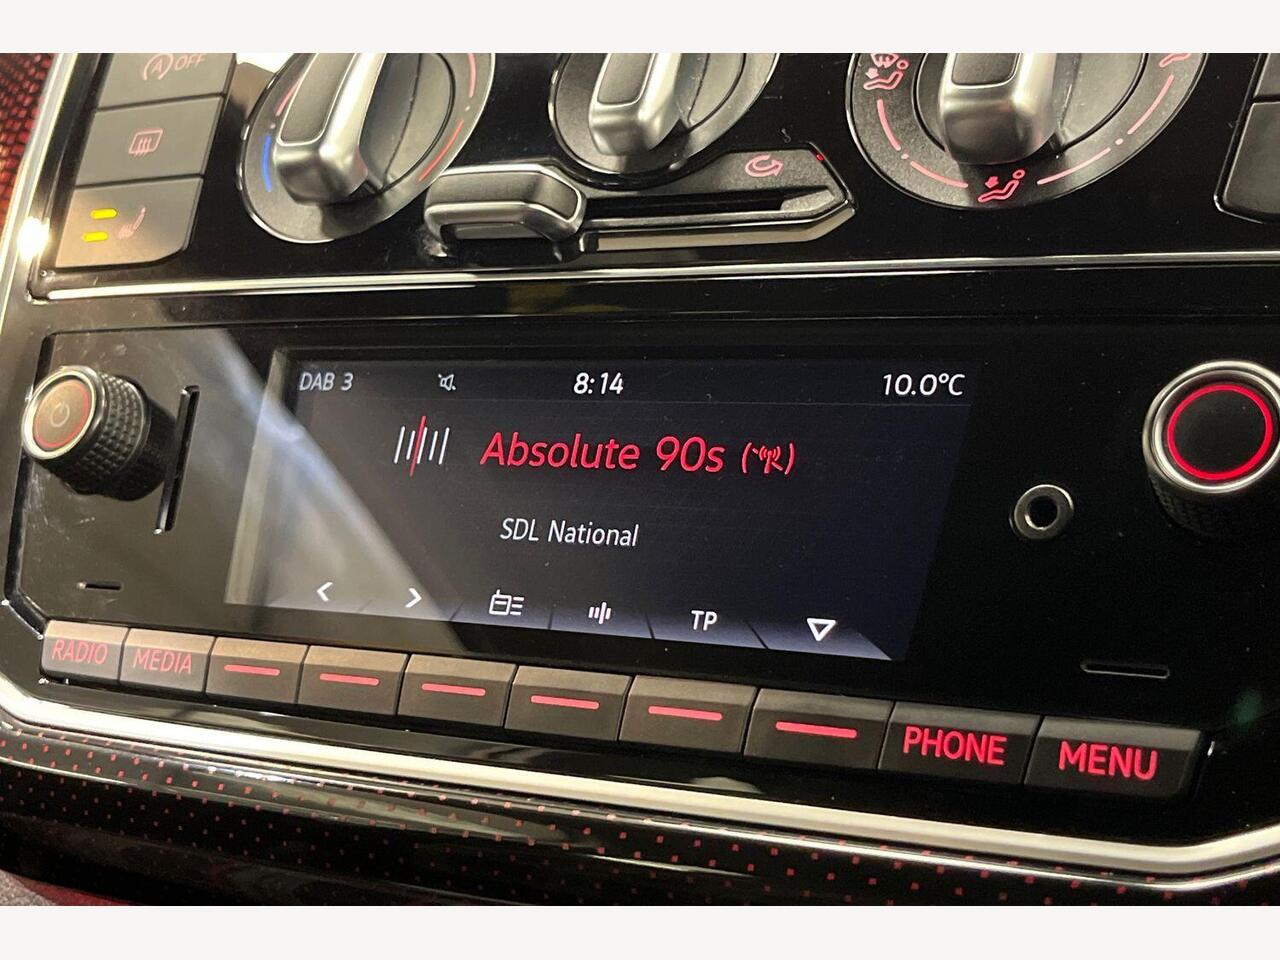 (A) OFF
DAB 3
8:14
10.0°C
Absolute 90s
SDL National
TP
RADIO
MEDIA
PHONE
MENU